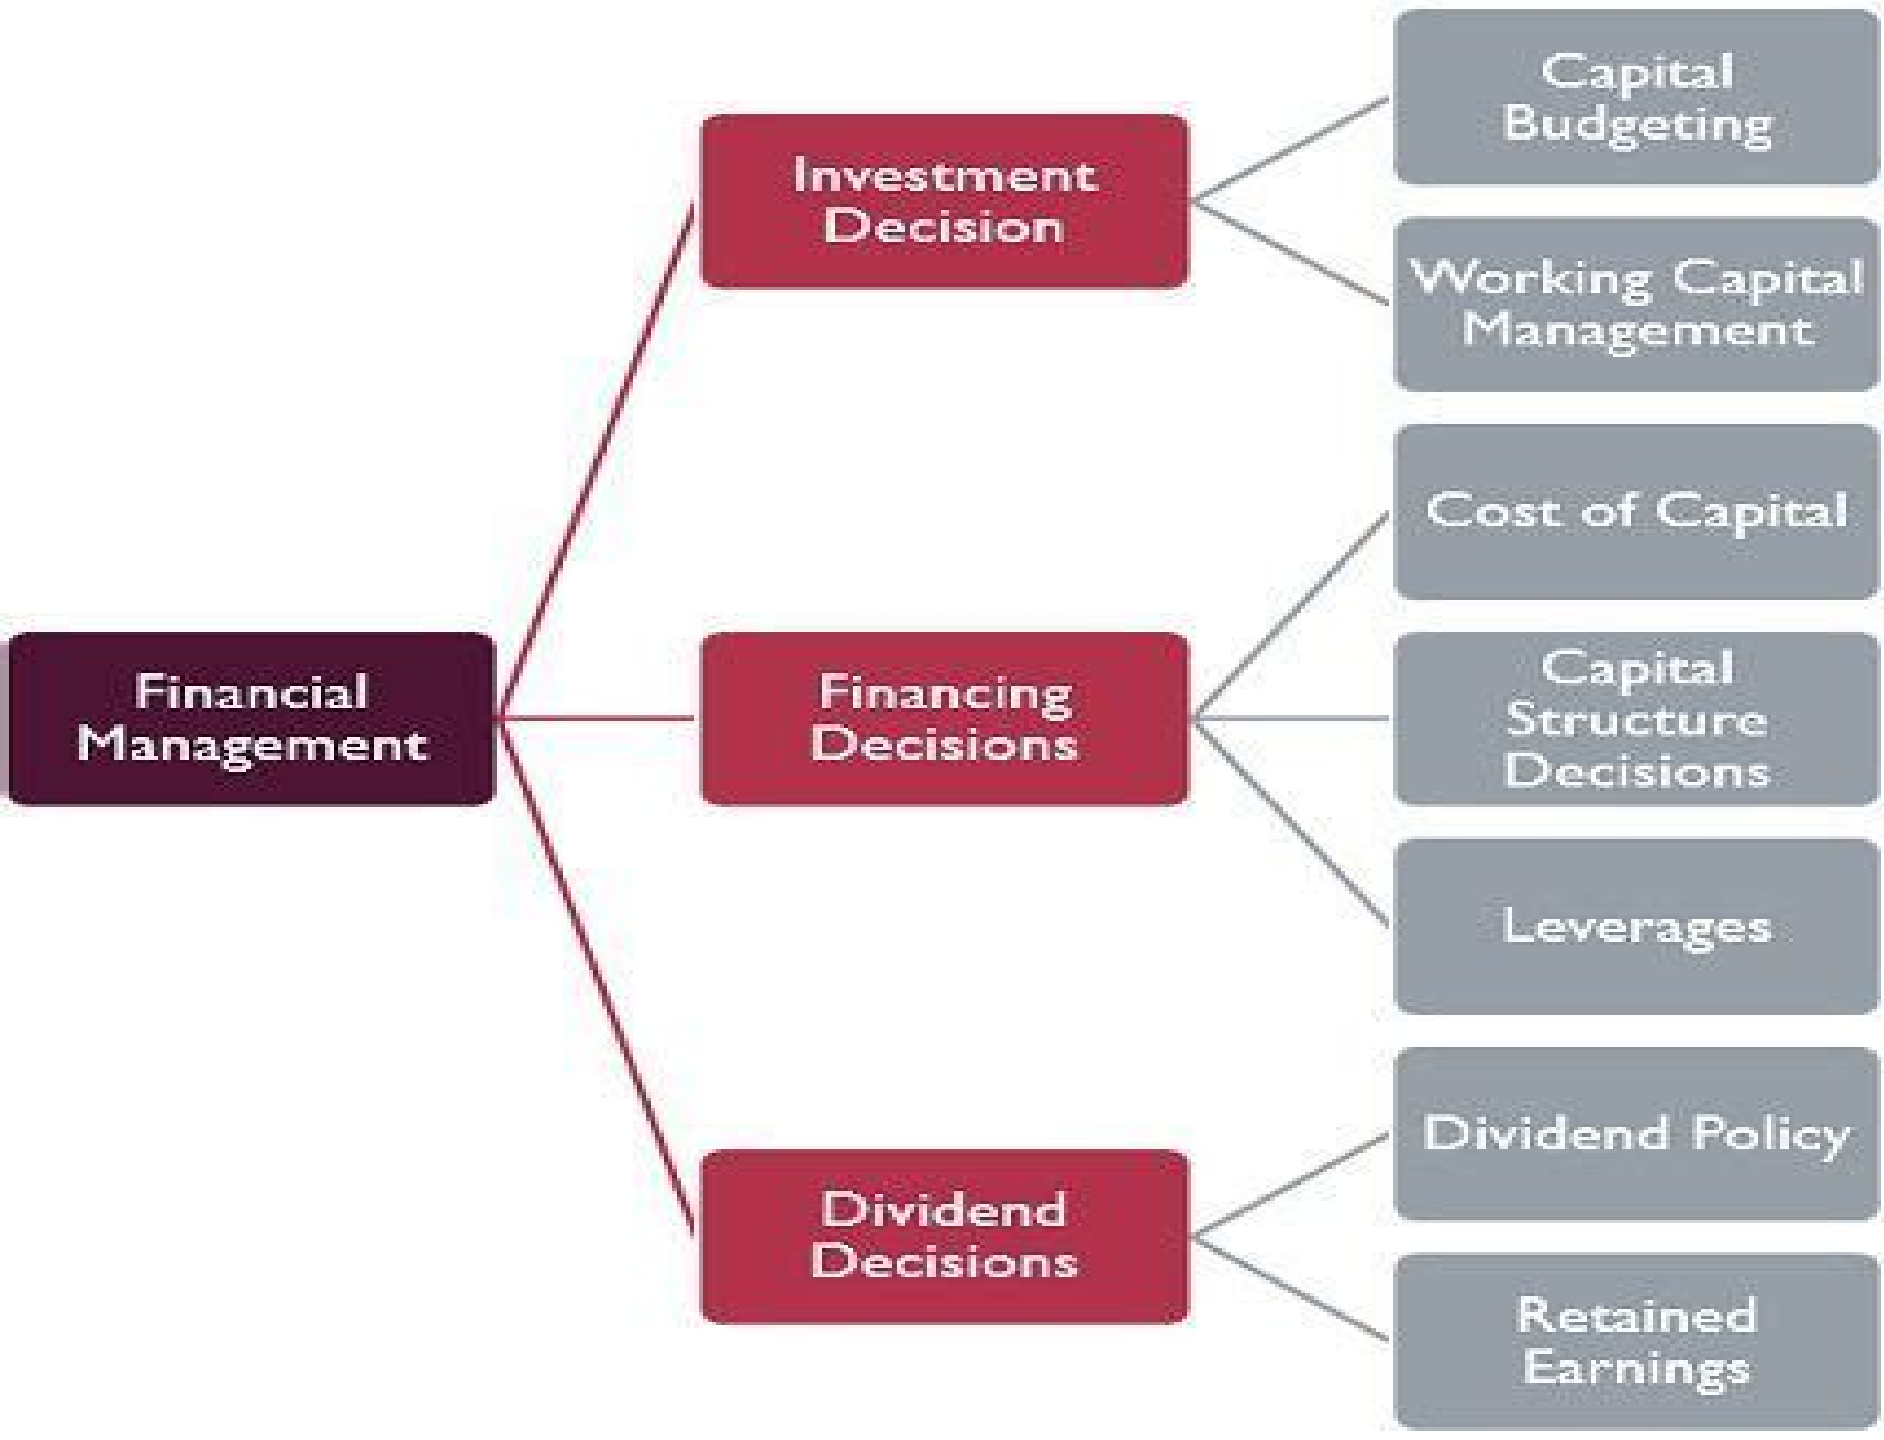 Financial
Management
Investment
Decision
Capital
Budgeting
Working Capital
Management
Financing
Decisions
Cost of Capital
Capital
Structure
Decisions
Leverages
Dividend
Decisions
Dividend Policy
Retained
Earnings